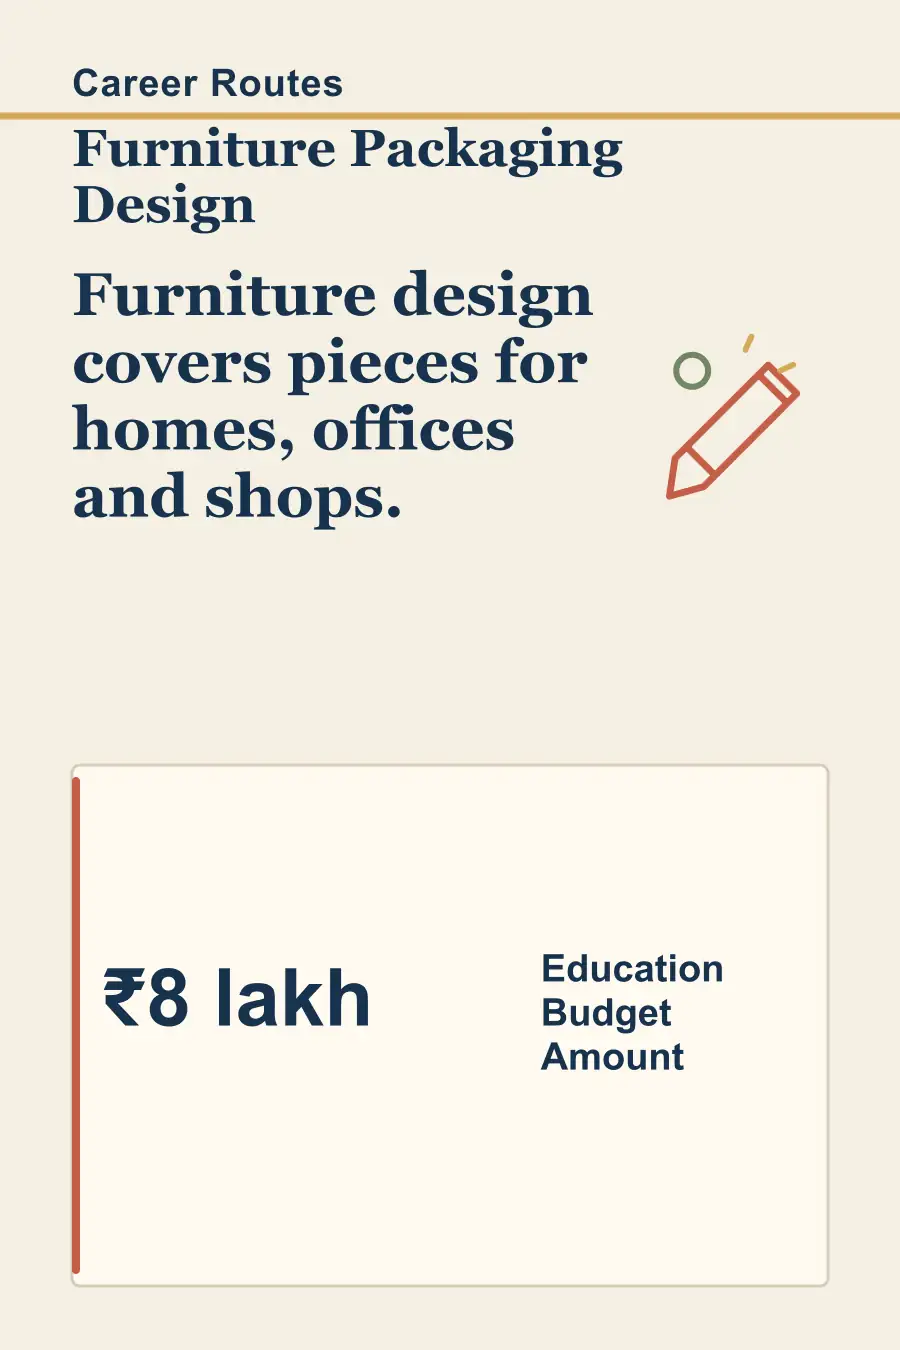 Career Routes
Furniture Packaging
Design
Furniture design
covers pieces for
homes, offices
and shops.
₹8 lakh
Education
Budget
Amount